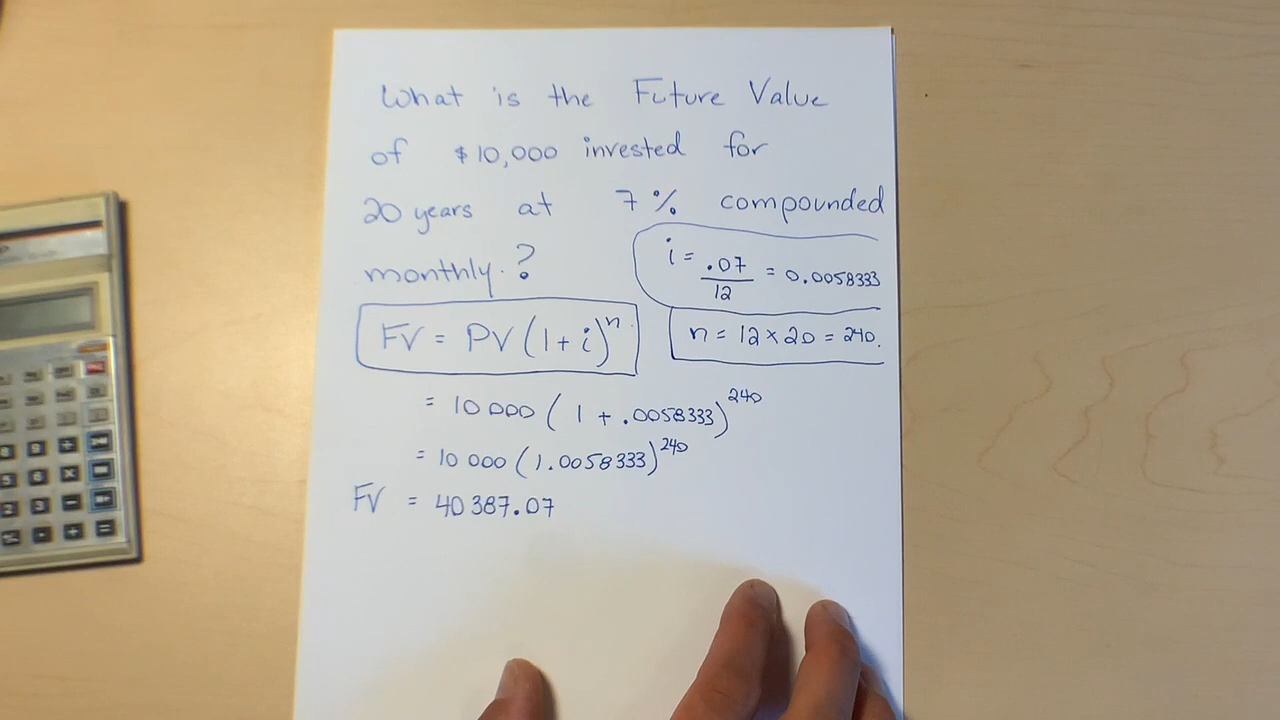 What is the Future Value
of $10,000 invested for
20 years at 7% compounded
monthly.?
i = .07/12 = 0.0058333
n = 12 × 20 = 240.
FV = PV (1 + i)^n
= 10 000 ( 1 + .0058333)^240
= 10 000 (1.0058333)^240
FV = 40 387.07